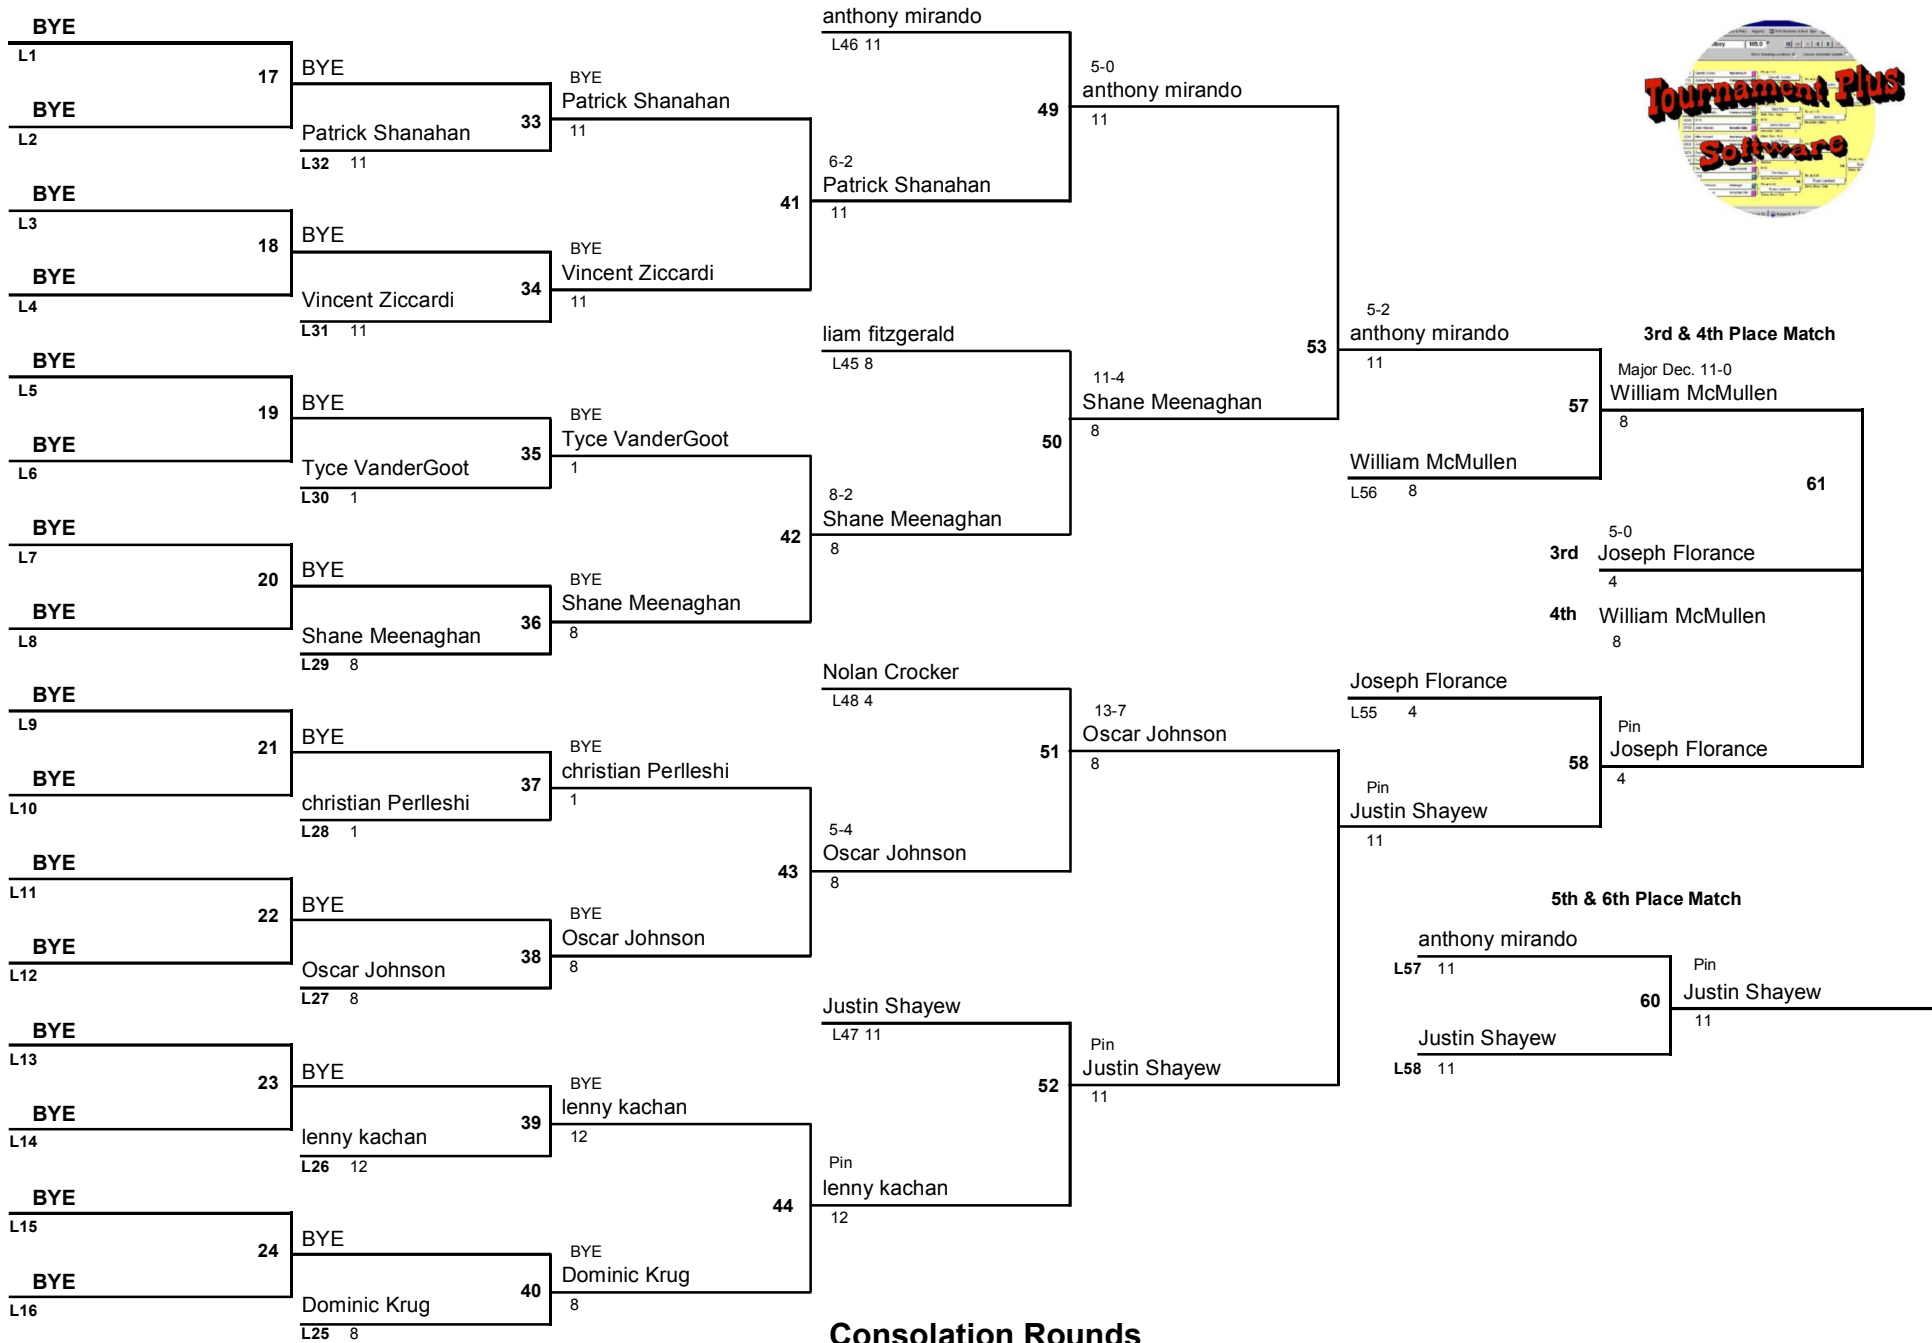 BYE
L1
17
BYE
L2
BYE
L3
18
BYE
L4
BYE
L5
19
BYE
L6
BYE
L7
20
BYE
L8
BYE
L9
21
BYE
L10
BYE
L11
22
BYE
L12
BYE
L13
23
BYE
L14
BYE
L15
24
BYE
L16
BYE
Patrick Shanahan
33
L32 11
BYE
Vincent Ziccardi
34
L31 11
BYE
Tyce VanderGoot
35
L30 1
BYE
Shane Meenaghan
36
L29 8
BYE
christian Perlleshi
37
L28 1
BYE
Oscar Johnson
38
L27 8
BYE
lenny kachan
39
L26 12
BYE
Dominic Krug
40
L25 8
BYE
Patrick Shanahan
11
41
BYE
Vincent Ziccardi
11
BYE
Tyce VanderGoot
1
42
BYE
Shane Meenaghan
8
BYE
christian Perlleshi
1
43
BYE
Oscar Johnson
8
BYE
lenny kachan
12
44
BYE
Dominic Krug
8
anthony mirando
L46 11
49
6-2
Patrick Shanahan
11
liam fitzgerald
L45 8
50
8-2
Shane Meenaghan
8
Nolan Crocker
L48 4
51
5-4
Oscar Johnson
8
Justin Shayew
L47 11
52
Pin
lenny kachan
12
5-0
anthony mirando
11
53
11-4
Shane Meenaghan
8
13-7
Oscar Johnson
8
Pin
Justin Shayew
11
5-2
anthony mirando
11
57
William McMullen
L56 8
Joseph Florance
L55 4
58
Pin
Justin Shayew
11
3rd & 4th Place Match
Major Dec. 11-0
William McMullen
8
61
5-0
3rd Joseph Florance
4
4th William McMullen
8
Pin
Joseph Florance
4
5th & 6th Place Match
anthony mirando
L57 11
60
Justin Shayew
L58 11
Pin
Justin Shayew
11
Tournament Plus
Software
Consolation Rounds